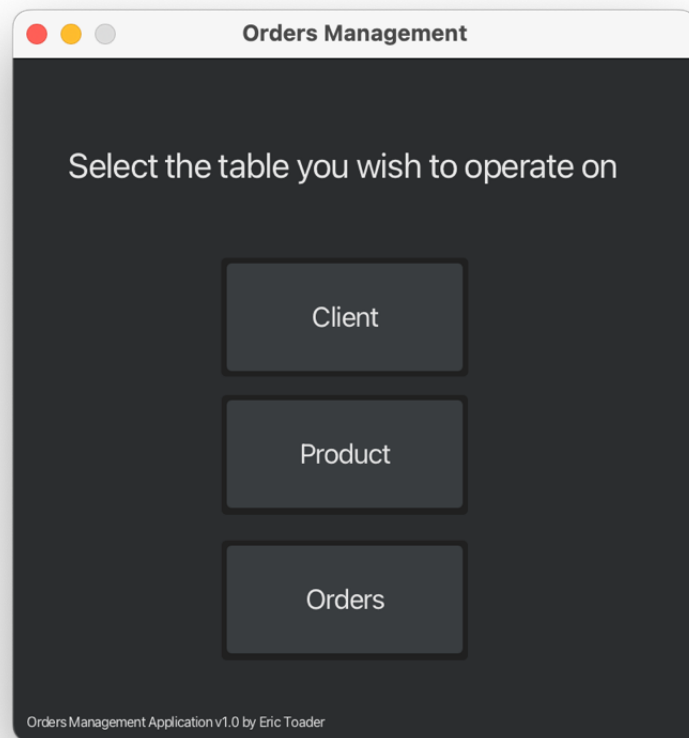 Orders Management
Select the table you wish to operate on
Client
Product
Orders
Orders Management Application v1.0 by Eric Toader